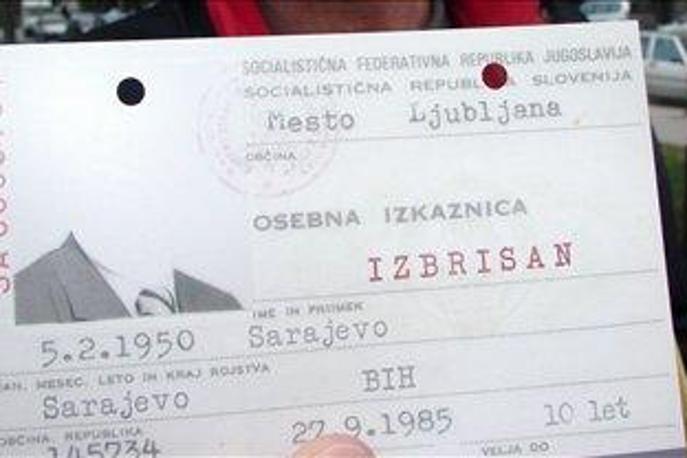 SOCIALISTIČNA FEDERATIVNA REPUBLIKA JUGOSLAVIJA
SOCIALISTIČNA REPUBLIKA SLOVENIJA
Mesto Ljubljana
OBČINA
OSEBNA IZKAZNICA
IZBRISAN
IME IN PRIIMEK
5.2.1950 Sarajevo
DAN, MESEC, LETO IN KRAJ ROJSTVA
Sarajevo BIH
OBČINA, REPUBLIKA
145734 27.9.1985 10 let
VELJA DO